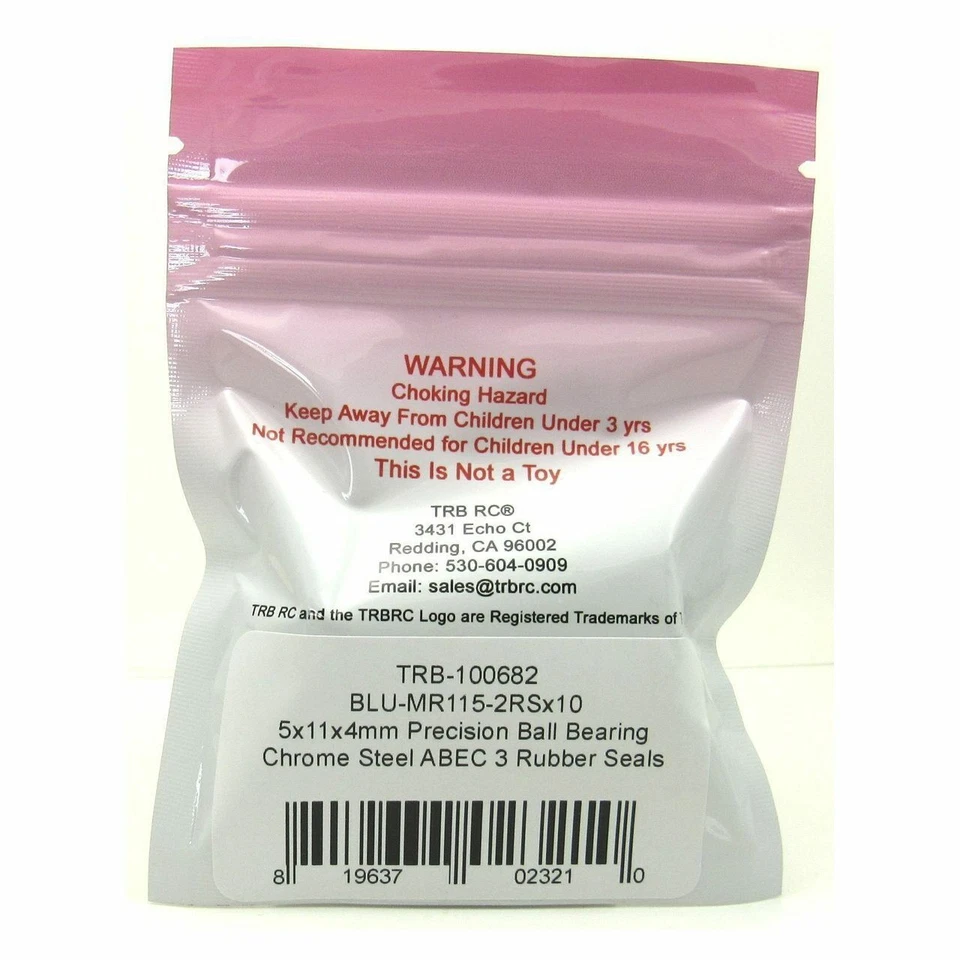 WARNING
Choking Hazard
Keep Away From Children Under 3 yrs
Not Recommended for Children Under 16 yrs
This Is Not a Toy
TRB RC®
3431 Echo Ct
Redding, CA 96002
Phone: 530-604-0909
Email: sales@trbrc.com
TRB RC and the TRBRC Logo are Registered Trademarks of
TRB-100682
BLU-MR115-2RSx10
5x11x4mm Precision Ball Bearing
Chrome Steel ABEC 3 Rubber Seals
8 19637 02321 0